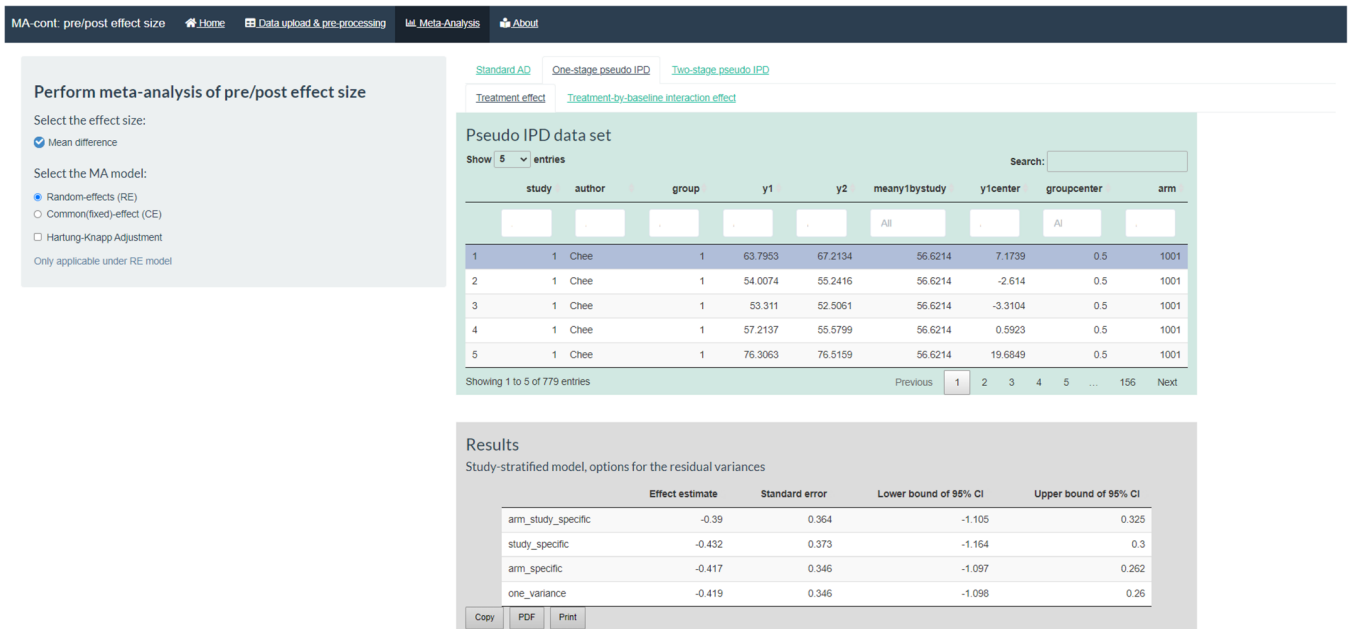 MA-cont: pre/post effect size Home Data upload & pre-processing Meta-Analysis About
Perform meta-analysis of pre/post effect size
Select the effect size:
Mean difference
Select the MA model:
Random-effects (RE)
Common(fixed)-effect (CE)
Hartung-Knapp Adjustment
Only applicable under RE model
Standard AD One-stage pseudo IPD Two-stage pseudo IPD
Treatment effect Treatment-by-baseline interaction effect
Pseudo IPD data set
Show 5 entries Search:
study author group y1 y2 meany1bystudy y1center groupcenter arm
All Al
1 1 Chee 1 63.7953 67.2134 56.6214 7.1739 0.5 1001
2 1 Chee 1 54.0074 55.2416 56.6214 -2.614 0.5 1001
3 1 Chee 1 53.311 52.5061 56.6214 -3.3104 0.5 1001
4 1 Chee 1 57.2137 55.5799 56.6214 0.5923 0.5 1001
5 1 Chee 1 76.3063 76.5159 56.6214 19.6849 0.5 1001
Showing 1 to 5 of 779 entries Previous 1 2 3 4 5 … 156 Next
Results
Study-stratified model, options for the residual variances
Effect estimate Standard error Lower bound of 95% CI Upper bound of 95% CI
arm_study_specific -0.39 0.364 -1.105 0.325
study_specific -0.432 0.373 -1.164 0.3
arm_specific -0.417 0.346 -1.097 0.262
one_variance -0.419 0.346 -1.098 0.26
Copy PDF Print